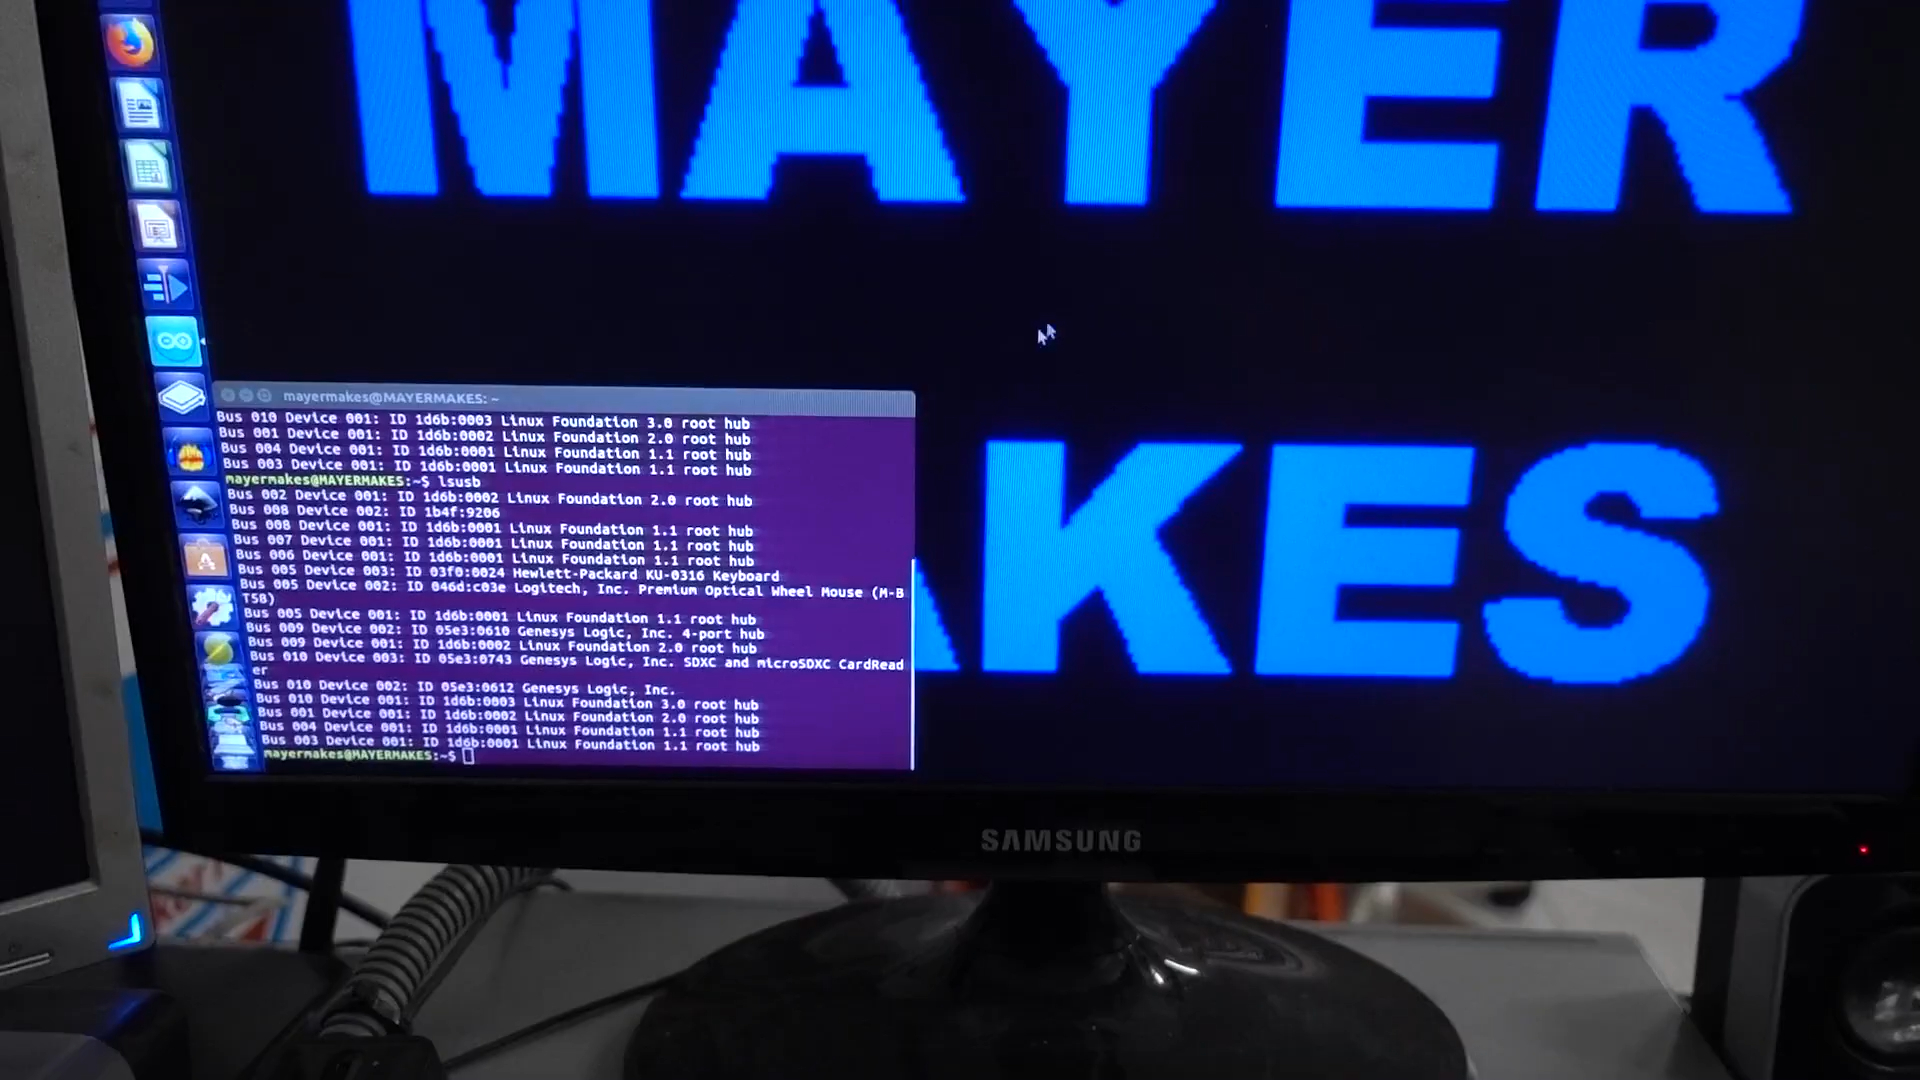 MAYER
mayermakes@MAYERMAKES: ~
Bus 010 Device 001: ID 1d6b:0003 Linux Foundation 3.0 root hub
Bus 001 Device 001: ID 1d6b:0002 Linux Foundation 2.0 root hub
Bus 004 Device 001: ID 1d6b:0001 Linux Foundation 1.1 root hub
Bus 003 Device 001: ID 1d6b:0001 Linux Foundation 1.1 root hub
mayermakes@MAYERMAKES:~$ lsusb
Bus 002 Device 001: ID 1d6b:0002 Linux Foundation 2.0 root hub
Bus 008 Device 002: ID 1b4f:9206
Bus 008 Device 001: ID 1d6b:0001 Linux Foundation 1.1 root hub
Bus 007 Device 001: ID 1d6b:0001 Linux Foundation 1.1 root hub
Bus 006 Device 001: ID 1d6b:0001 Linux Foundation 1.1 root hub
Bus 005 Device 003: ID 03f0:0024 Hewlett-Packard KU-0316 Keyboard
Bus 005 Device 002: ID 046d:c03e Logitech, Inc. Premium Optical Wheel Mouse (M-B
T58)
Bus 005 Device 001: ID 1d6b:0001 Linux Foundation 1.1 root hub
Bus 009 Device 002: ID 05e3:0610 Genesys Logic, Inc. 4-port hub
Bus 009 Device 001: ID 1d6b:0002 Linux Foundation 2.0 root hub
Bus 010 Device 003: ID 05e3:0743 Genesys Logic, Inc. SDXC and microSDXC CardRead
er
Bus 010 Device 002: ID 05e3:0612 Genesys Logic, Inc.
Bus 010 Device 001: ID 1d6b:0003 Linux Foundation 3.0 root hub
Bus 001 Device 001: ID 1d6b:0002 Linux Foundation 2.0 root hub
Bus 004 Device 001: ID 1d6b:0001 Linux Foundation 1.1 root hub
Bus 003 Device 001: ID 1d6b:0001 Linux Foundation 1.1 root hub
mayermakes@MAYERMAKES:~$
AKES
SAMSUNG